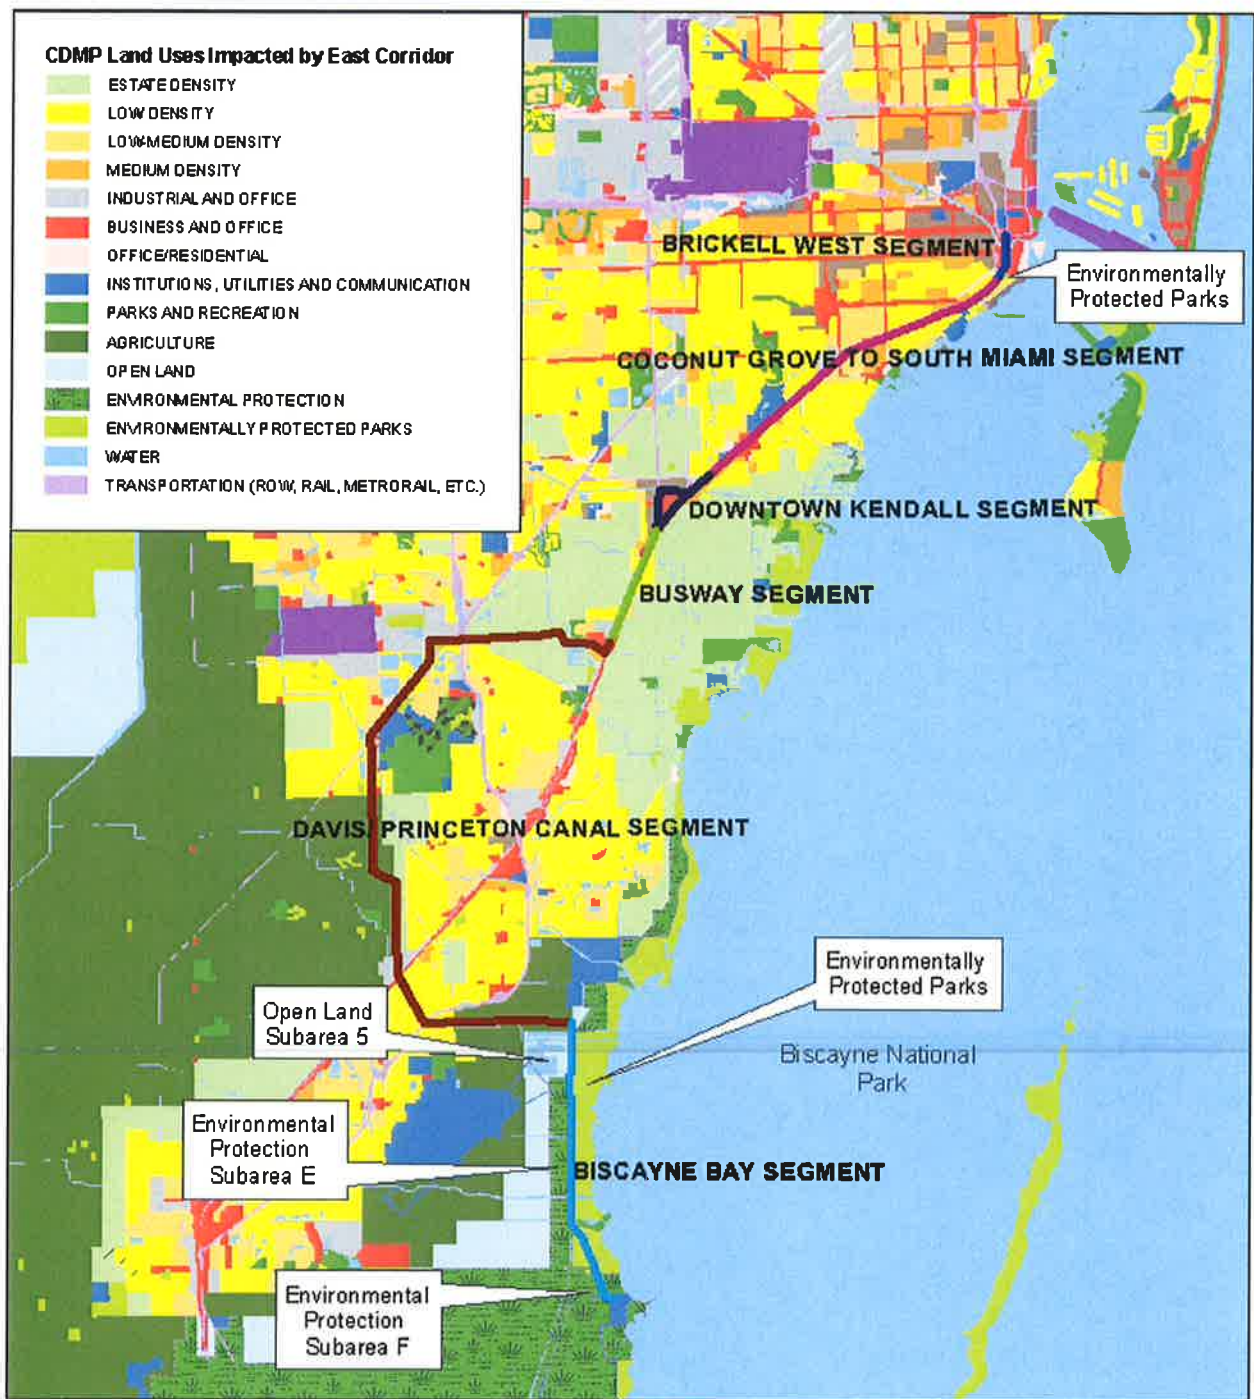 CDMP Land Uses Impacted by East Corridor
ESTATE DENSITY
LOW DENSITY
LOW-MEDIUM DENSITY
MEDIUM DENSITY
INDUSTRIAL AND OFFICE
BUSINESS AND OFFICE
OFFICE/RESIDENTIAL
INSTITUTIONS, UTILITIES AND COMMUNICATION
PARKS AND RECREATION
AGRICULTURE
OPEN LAND
ENVIRONMENTAL PROTECTION
ENVIRONMENTALLY PROTECTED PARKS
WATER
TRANSPORTATION (ROW, RAIL, METRORAIL, ETC.)
BRICKELL WEST SEGMENT
Environmentally
Protected Parks
COCONUT GROVE TO SOUTH MIAMI SEGMENT
DOWNTOWN KENDALL SEGMENT
BUSWAY SEGMENT
DAVIS/PRINCETON CANAL SEGMENT
Environmentally
Protected Parks
Open Land
Subarea 5
Biscayne National
Park
Environmental
Protection
Subarea E
BISCAYNE BAY SEGMENT
Environmental
Protection
Subarea F